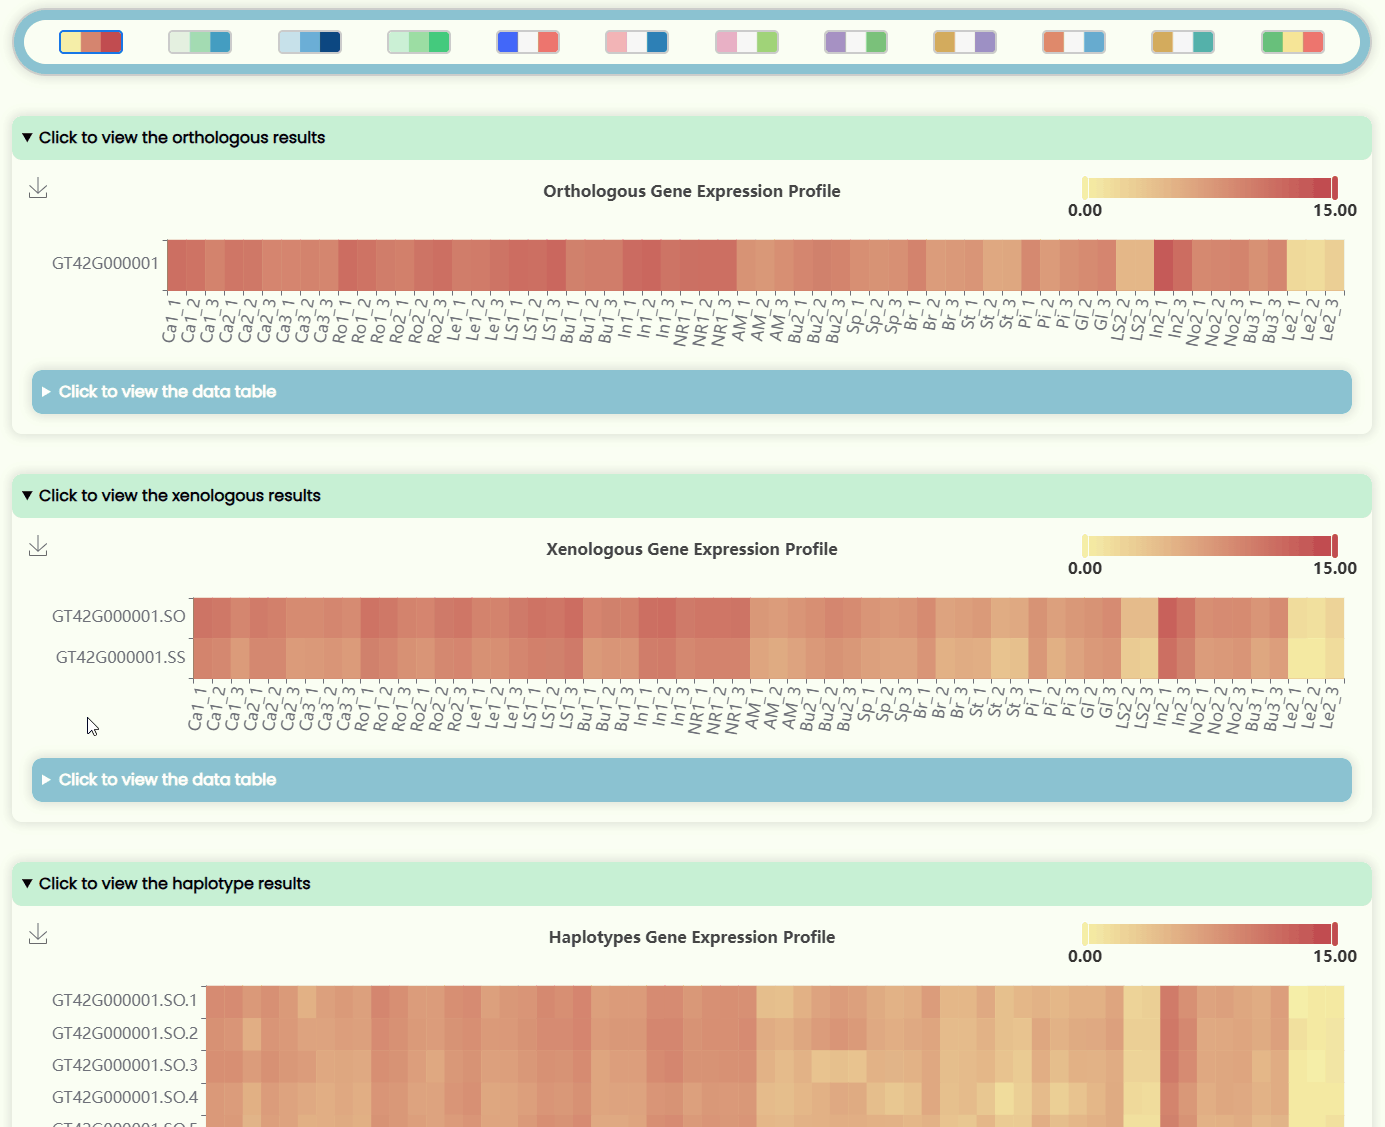 Click to view the orthologous results
Orthologous Gene Expression Profile
0.00 15.00
GT42G000001
Ca1_1 Ca1_2 Ca1_3 Ca2_1 Ca2_2 Ca2_3 Ca3_1 Ca3_2 Ca3_3 Ro1_1 Ro1_2 Ro1_3 Ro2_1 Ro2_2 Ro2_3 Le1_1 Le1_2 Le1_3 LS1_1 LS1_2 LS1_3 Bu1_1 Bu1_2 Bu1_3 In1_1 In1_2 In1_3 NR1_1 NR1_2 NR1_3 AM_1 AM_2 AM_3 Bu2_1 Bu2_2 Bu2_3 Sp_1 Sp_2 Sp_3 Br_1 Br_2 Br_3 St_1 St_2 St_3 Pi_1 Pi_2 Pi_3 Gl_2 Gl_3 LS2_2 LS2_3 In2_1 In2_3 No2_1 No2_2 No2_3 Bu3_1 Bu3_3 Le2_1 Le2_2 Le2_3
Click to view the data table
Click to view the xenologous results
Xenologous Gene Expression Profile
0.00 15.00
GT42G000001.SO
GT42G000001.SS
Ca1_1 Ca1_2 Ca1_3 Ca2_1 Ca2_2 Ca2_3 Ca3_1 Ca3_2 Ca3_3 Ro1_1 Ro1_2 Ro1_3 Ro2_1 Ro2_2 Ro2_3 Le1_1 Le1_2 Le1_3 LS1_1 LS1_2 LS1_3 Bu1_1 Bu1_2 Bu1_3 In1_1 In1_2 In1_3 NR1_1 NR1_2 NR1_3 AM_1 AM_2 AM_3 Bu2_1 Bu2_2 Bu2_3 Sp_1 Sp_2 Sp_3 Br_1 Br_2 Br_3 St_1 St_2 St_3 Pi_1 Pi_2 Pi_3 Gl_2 Gl_3 LS2_2 LS2_3 In2_1 In2_3 No2_1 No2_2 No2_3 Bu3_1 Bu3_3 Le2_1 Le2_2 Le2_3
Click to view the data table
Click to view the haplotype results
Haplotypes Gene Expression Profile
0.00 15.00
GT42G000001.SO.1
GT42G000001.SO.2
GT42G000001.SO.3
GT42G000001.SO.4